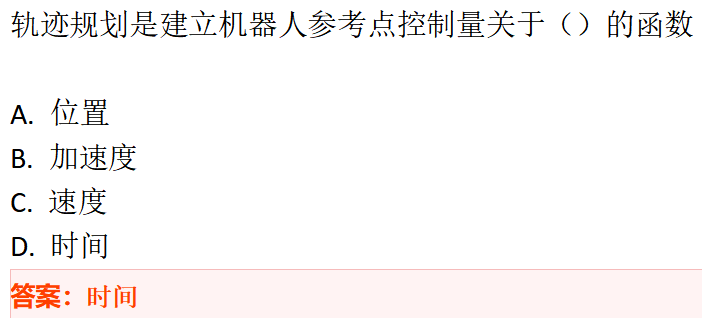 轨迹规划是建立机器人参考点控制量关于（）的函数
A. 位置
B. 加速度
C. 速度
D. 时间
答案：时间